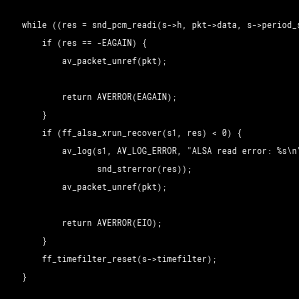 while ((res = snd_pcm_readi(s->h, pkt->data, s->period_s
if (res == -EAGAIN) {
av_packet_unref(pkt);
return AVERROR(EAGAIN);
}
if (ff_alsa_xrun_recover(s1, res) < 0) {
av_log(s1, AV_LOG_ERROR, "ALSA read error: %s\n"
snd_strerror(res));
av_packet_unref(pkt);
return AVERROR(EIO);
}
ff_timefilter_reset(s->timefilter);
}